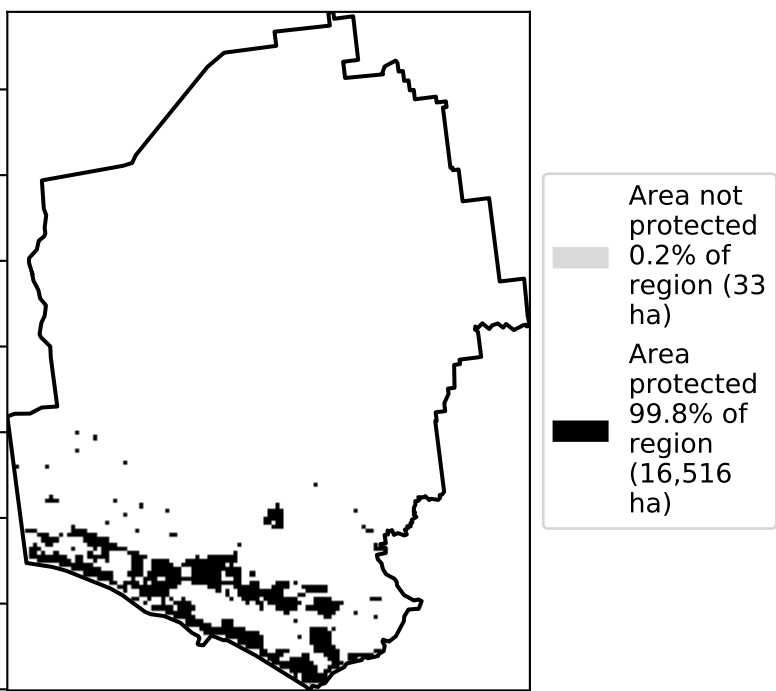 Area not
protected
0.2% of
region (33
ha)
Area
protected
99.8% of
region
(16,516
ha)